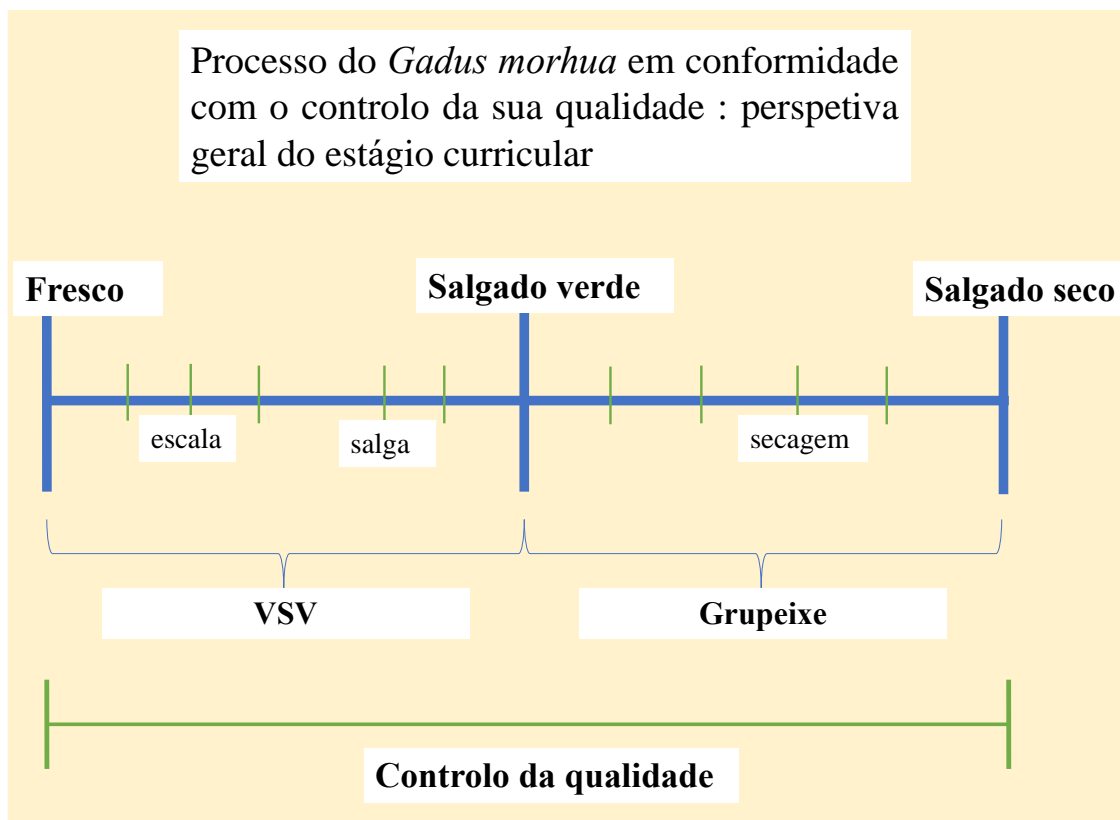 Processo do Gadus morhua em conformidade
com o controlo da sua qualidade : perspetiva
geral do estágio curricular
Fresco
Salgado verde
Salgado seco
escala
salga
secagem
VSV
Grupeixe
Controlo da qualidade